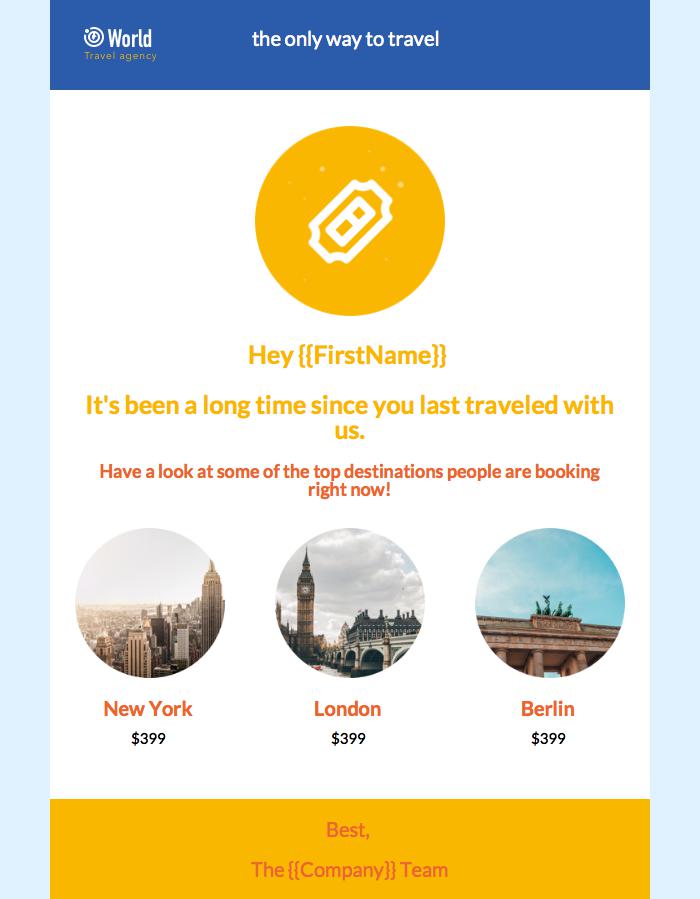 World
Travel agency
the only way to travel
Hey {{FirstName}}
It's been a long time since you last traveled with
us.
Have a look at some of the top destinations people are booking
right now!
New York
London
Berlin
$399
$399
$399
Best,
The {{Company}} Team